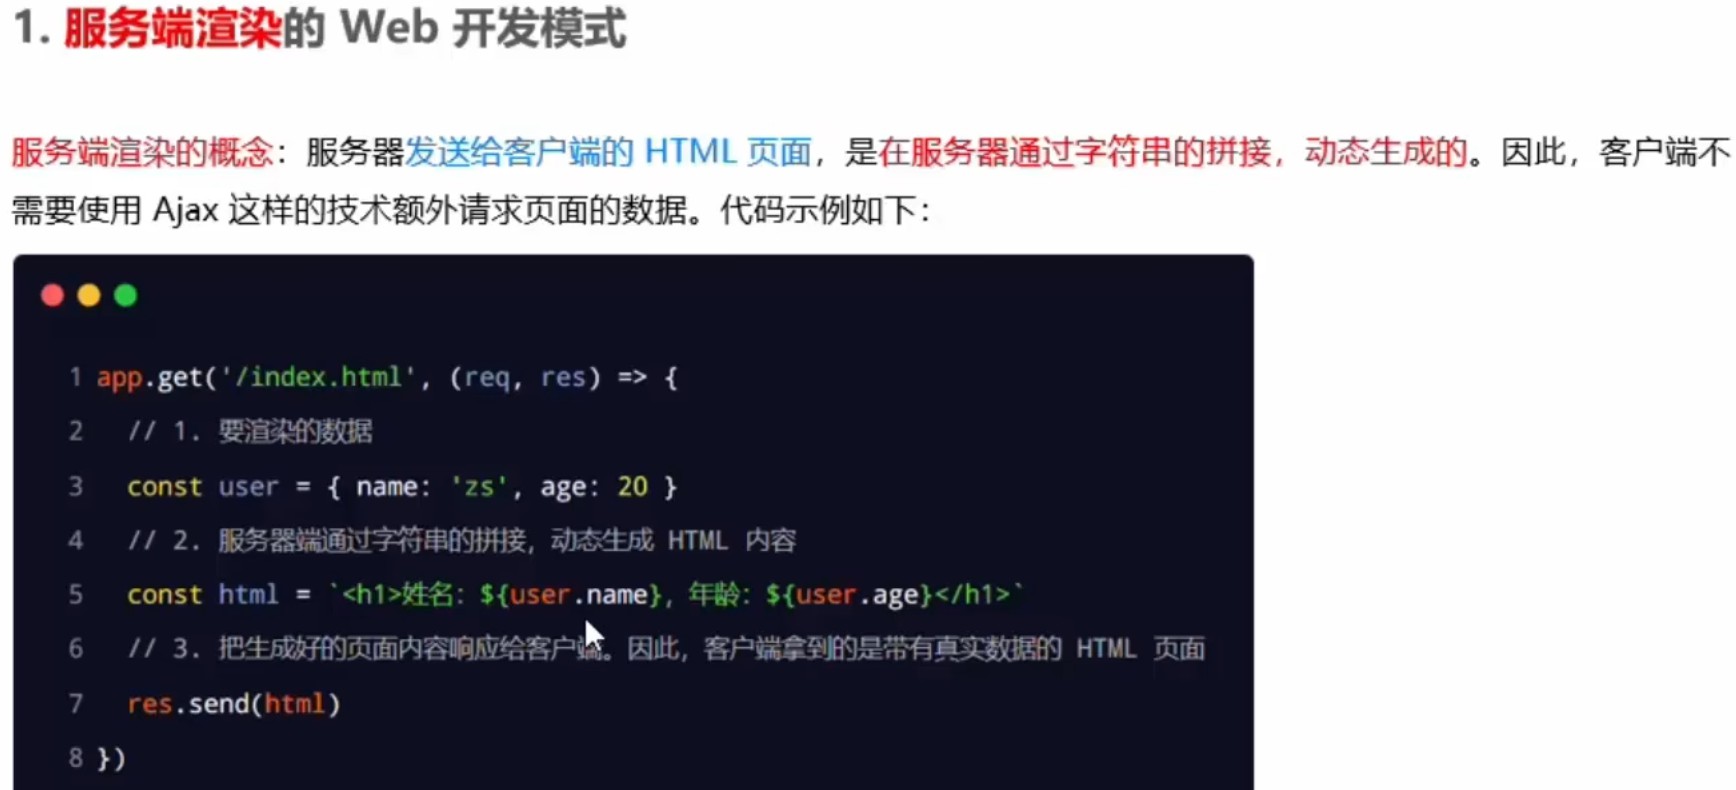 1. 服务端渲染的 Web 开发模式
服务端渲染的概念：服务器发送给客户端的 HTML 页面，是在服务器通过字符串的拼接，动态生成的。因此，客户端不
需要使用 Ajax 这样的技术额外请求页面的数据。代码示例如下：
1 app.get('/index.html', (req, res) => {
2   // 1. 要渲染的数据
3   const user = { name: 'zs', age: 20 }
4   // 2. 服务器端通过字符串的拼接，动态生成 HTML 内容
5   const html = `<h1>姓名：${user.name}, 年龄：${user.age}</h1>`
6   // 3. 把生成好的页面内容响应给客户端。因此，客户端拿到的是带有真实数据的 HTML 页面
7   res.send(html)
8 })